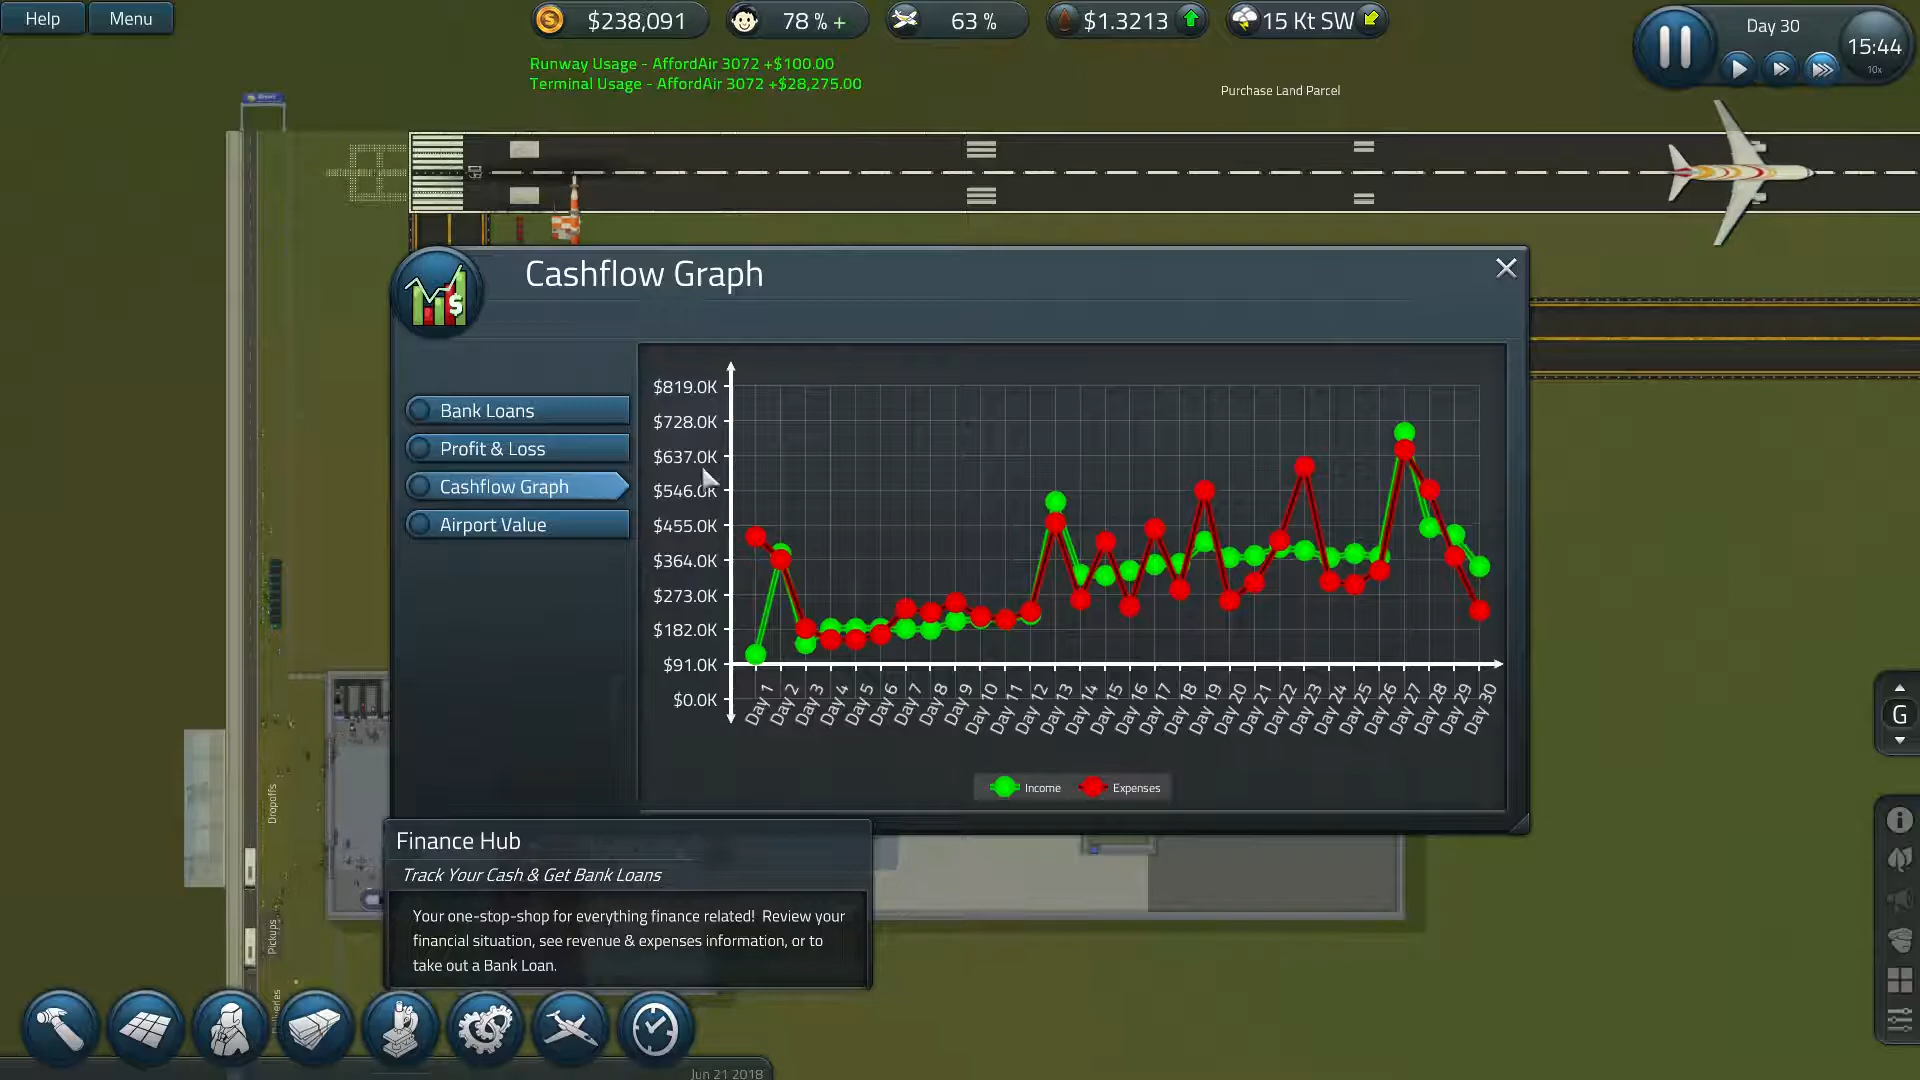 Help
Menu
$238,091
78 % +
63 %
$1.3213
15 Kt SW
Day 30
15:44
10x
Runway Usage - AffordAir 3072 +$100.00
Terminal Usage - AffordAir 3072 +$28,275.00
Purchase Land Parcel
Cashflow Graph
Bank Loans
Profit & Loss
Cashflow Graph
Airport Value
$819.0K
$728.0K
$637.0K
$546.0K
$455.0K
$364.0K
$273.0K
$182.0K
$91.0K
$0.0K
Day 1
Day 2
Day 3
Day 4
Day 5
Day 6
Day 7
Day 8
Day 9
Day 10
Day 11
Day 12
Day 13
Day 14
Day 15
Day 16
Day 17
Day 18
Day 19
Day 20
Day 21
Day 22
Day 23
Day 24
Day 25
Day 26
Day 27
Day 28
Day 29
Day 30
Income
Expenses
G
Dropoffs
Pickups
Finance Hub
Track Your Cash & Get Bank Loans
Your one-stop-shop for everything finance related! Review your
financial situation, see revenue & expenses information, or to
take out a Bank Loan.
Jun 21 2018